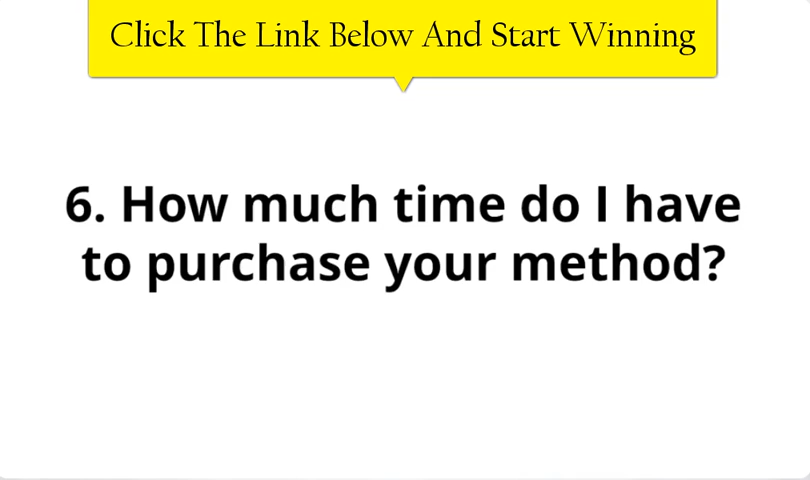 Click The Link Below And Start Winning
6. How much time do I have
to purchase your method?